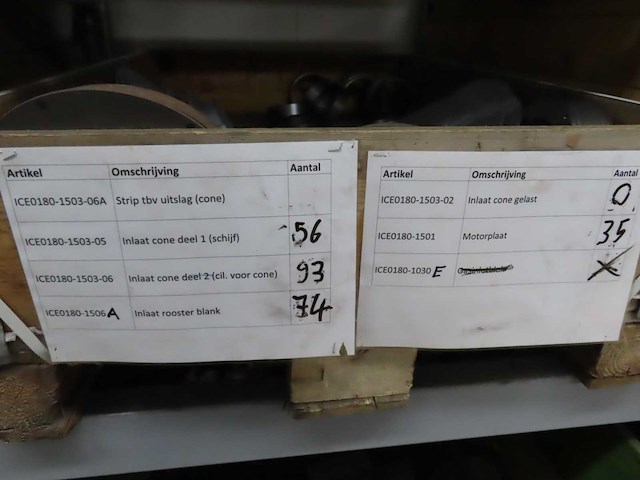 Artikel Omschrijving Aantal
ICE0180-1503-06A Strip tbv uitslag (cone)
ICE0180-1503-05 Inlaat cone deel 1 (schijf) 56
ICE0180-1503-06 Inlaat cone deel 2 (cil. voor cone) 93
ICE0180-1506A Inlaat rooster blank 74
Artikel Omschrijving Aantal
ICE0180-1503-02 Inlaat cone gelast 0
ICE0180-1501 Motorplaat 35
ICE0180-1030 E X